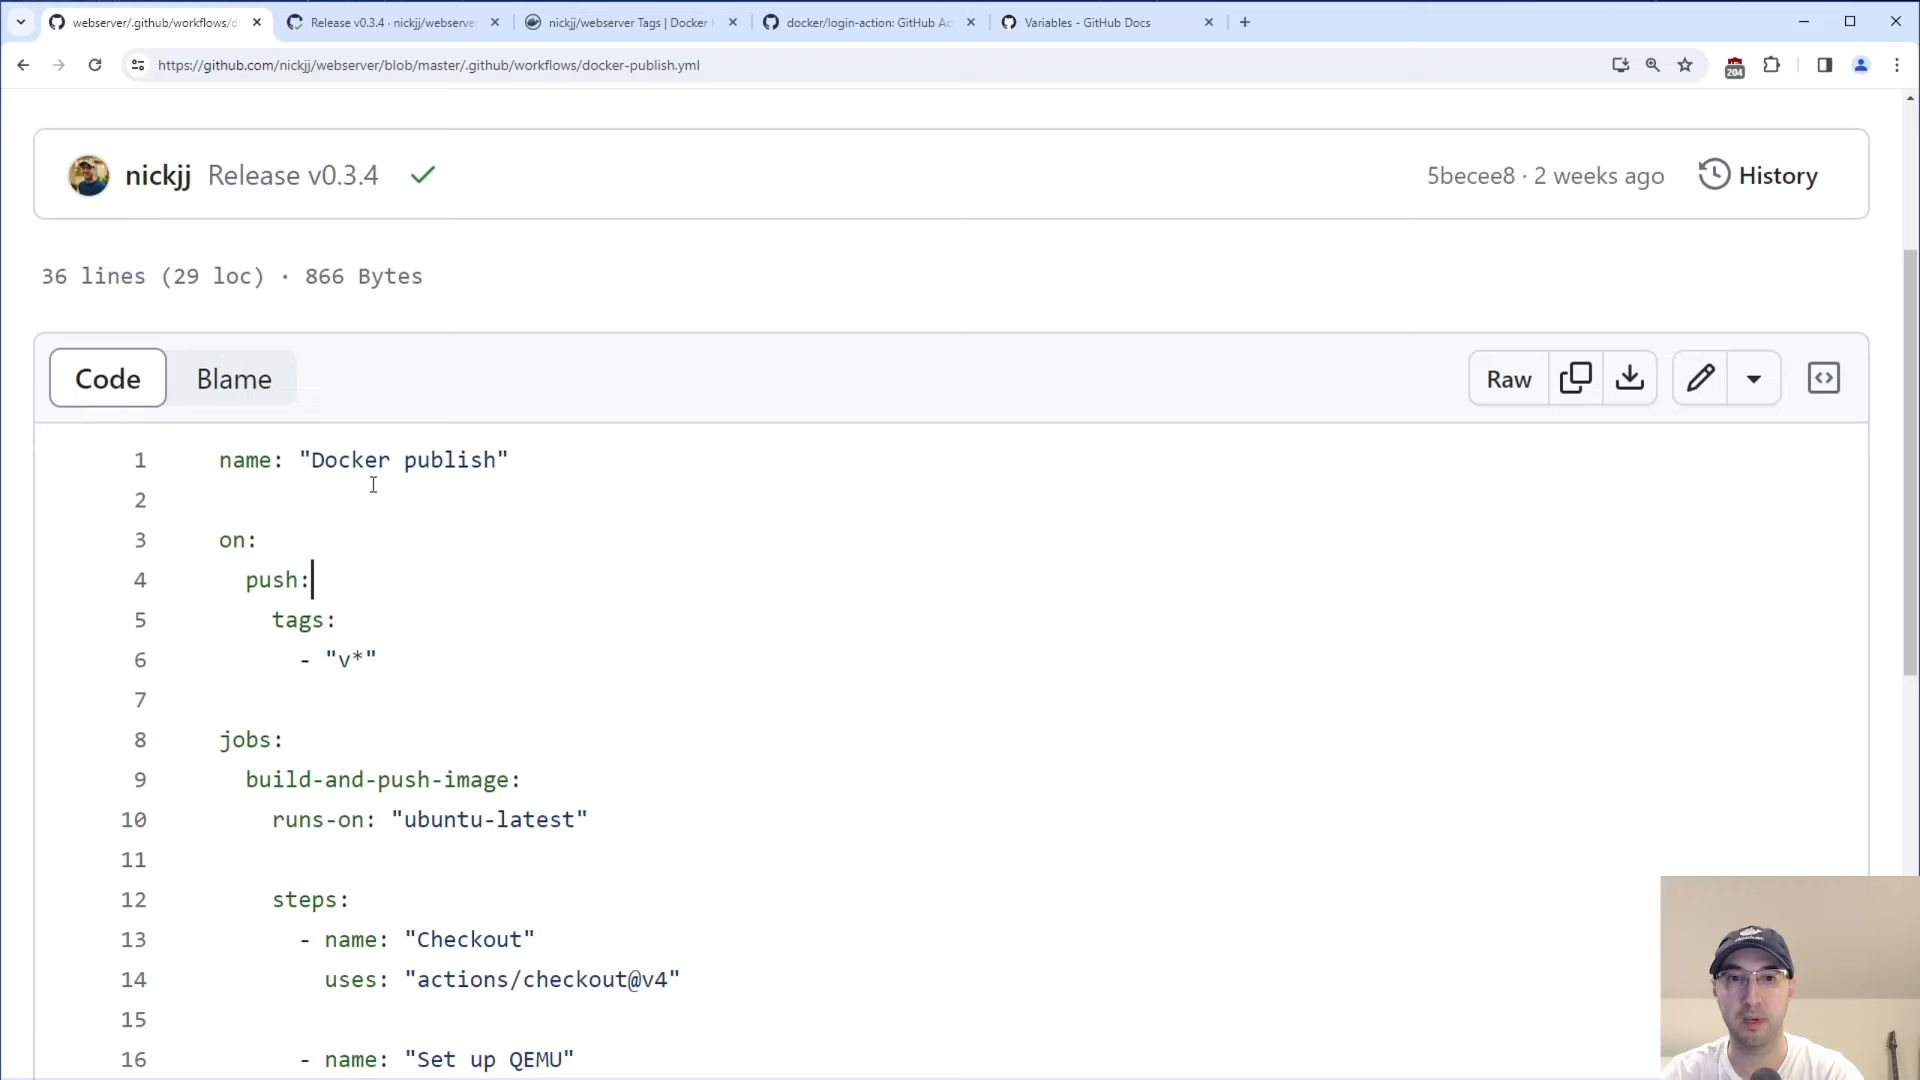 webserver/.github/workflows/d
Release v0.3.4 · nickjj/webserve
nickjj/webserver Tags | Docker
docker/login-action: GitHub Ac
Variables - GitHub Docs
https://github.com/nickjj/webserver/blob/master/.github/workflows/docker-publish.yml
204
nickjj Release v0.3.4
5becee8 · 2 weeks ago
History
36 lines (29 loc) · 866 Bytes
Code
Blame
Raw
1 name: "Docker publish"
2
3 on:
4 push:
5 tags:
6 - "v*"
7
8 jobs:
9 build-and-push-image:
10 runs-on: "ubuntu-latest"
11
12 steps:
13 - name: "Checkout"
14 uses: "actions/checkout@v4"
15
16 - name: "Set up QEMU"
docker